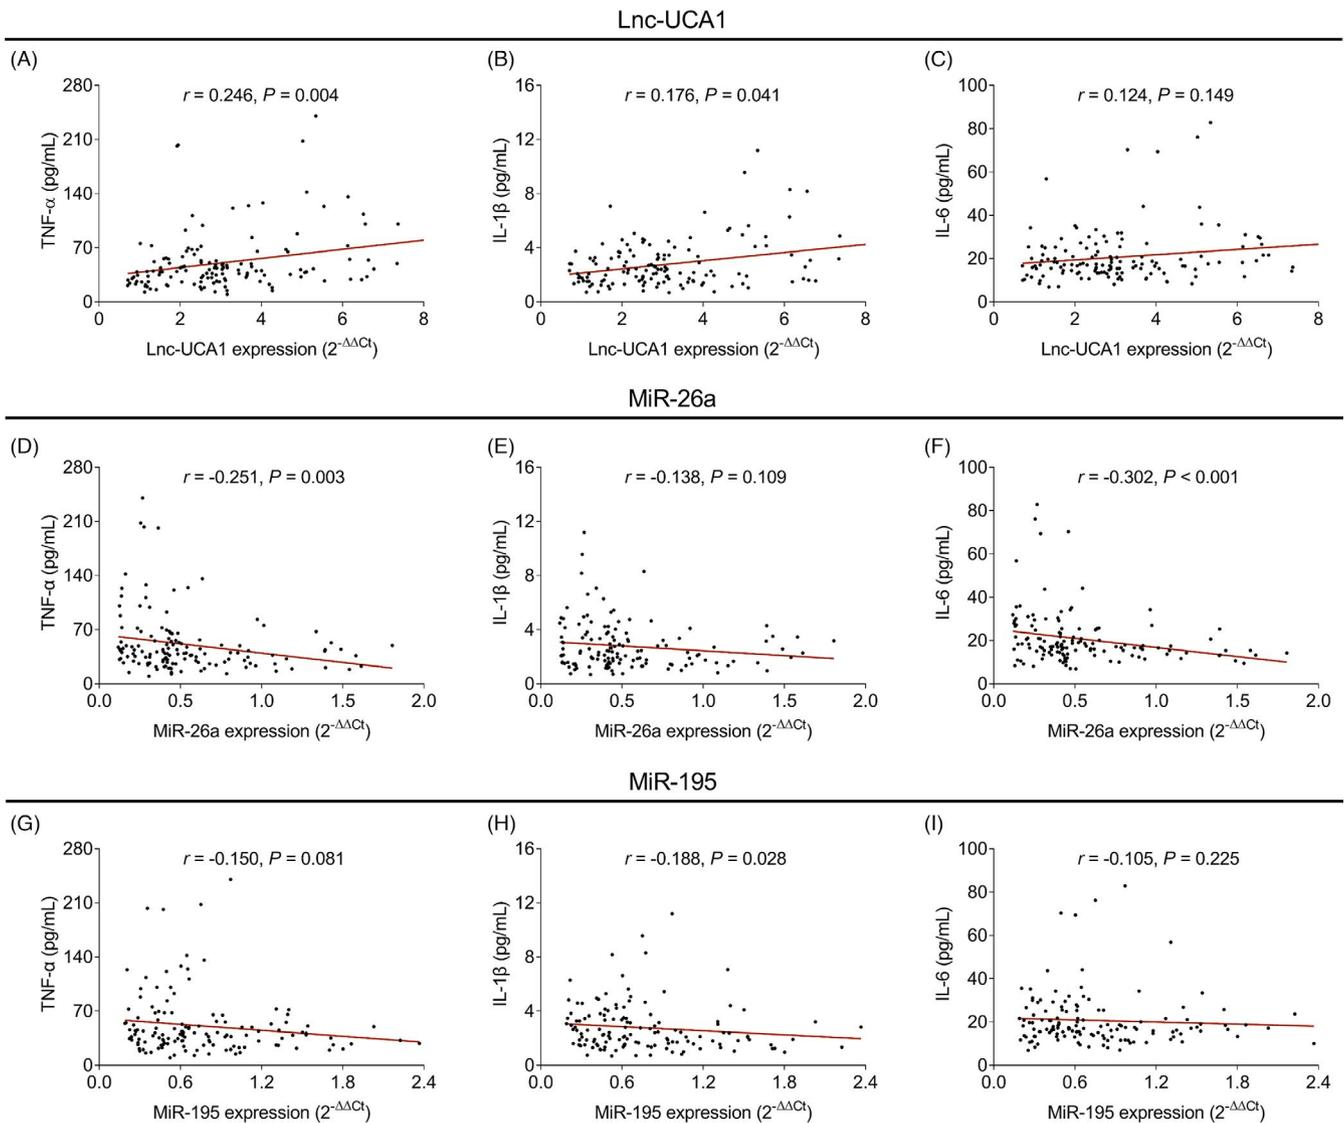 Lnc-UCA1
(A)
(B)
(C)
r = 0.246, P = 0.004
r = 0.176, P = 0.041
r = 0.124, P = 0.149
TNF-α (pg/mL)
280
210
140
70
0
0 2 4 6 8
Lnc-UCA1 expression (2^-ΔΔCt)
IL-1β (pg/mL)
16
12
8
4
0
0 2 4 6 8
Lnc-UCA1 expression (2^-ΔΔCt)
IL-6 (pg/mL)
100
80
60
40
20
0
0 2 4 6 8
Lnc-UCA1 expression (2^-ΔΔCt)
MiR-26a
(D)
(E)
(F)
r = -0.251, P = 0.003
r = -0.138, P = 0.109
r = -0.302, P < 0.001
TNF-α (pg/mL)
280
210
140
70
0
0.0 0.5 1.0 1.5 2.0
MiR-26a expression (2^-ΔΔCt)
IL-1β (pg/mL)
16
12
8
4
0
0.0 0.5 1.0 1.5 2.0
MiR-26a expression (2^-ΔΔCt)
IL-6 (pg/mL)
100
80
60
40
20
0
0.0 0.5 1.0 1.5 2.0
MiR-26a expression (2^-ΔΔCt)
MiR-195
(G)
(H)
(I)
r = -0.150, P = 0.081
r = -0.188, P = 0.028
r = -0.105, P = 0.225
TNF-α (pg/mL)
280
210
140
70
0
0.0 0.6 1.2 1.8 2.4
MiR-195 expression (2^-ΔΔCt)
IL-1β (pg/mL)
16
12
8
4
0
0.0 0.6 1.2 1.8 2.4
MiR-195 expression (2^-ΔΔCt)
IL-6 (pg/mL)
100
80
60
40
20
0
0.0 0.6 1.2 1.8 2.4
MiR-195 expression (2^-ΔΔCt)